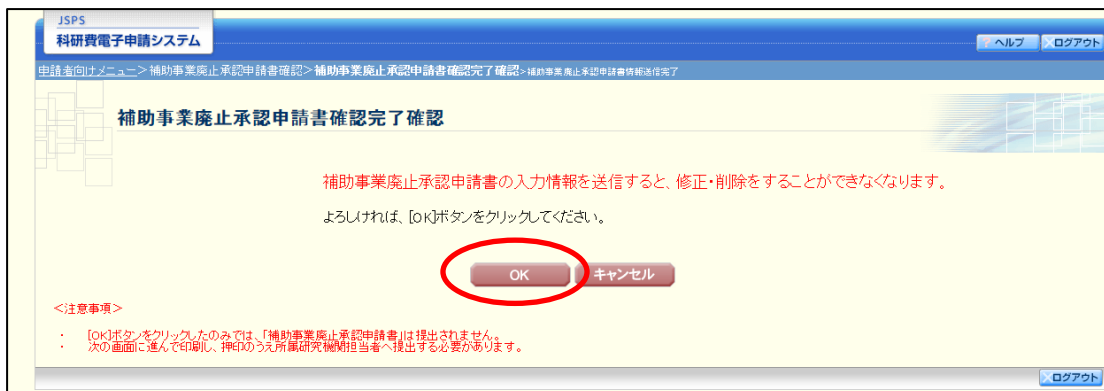 JSPS
科研費電子申請システム
? ヘルプ
ログアウト
申請者向けメニュー>補助事業廃止承認申請書確認>補助事業廃止承認申請書確認完了確認>補助事業廃止承認申請書情報送信完了
補助事業廃止承認申請書確認完了確認
補助事業廃止承認申請書の入力情報を送信すると、修正・削除をすることができなくなります。
よろしければ、[OK]ボタンをクリックしてください。
OK
キャンセル
<注意事項>
・ [OK]ボタンをクリックしたのみでは、「補助事業廃止承認申請書」は提出されません。
・ 次の画面に進んで印刷し、押印のうえ所属研究機関担当者へ提出する必要があります。
ログアウト